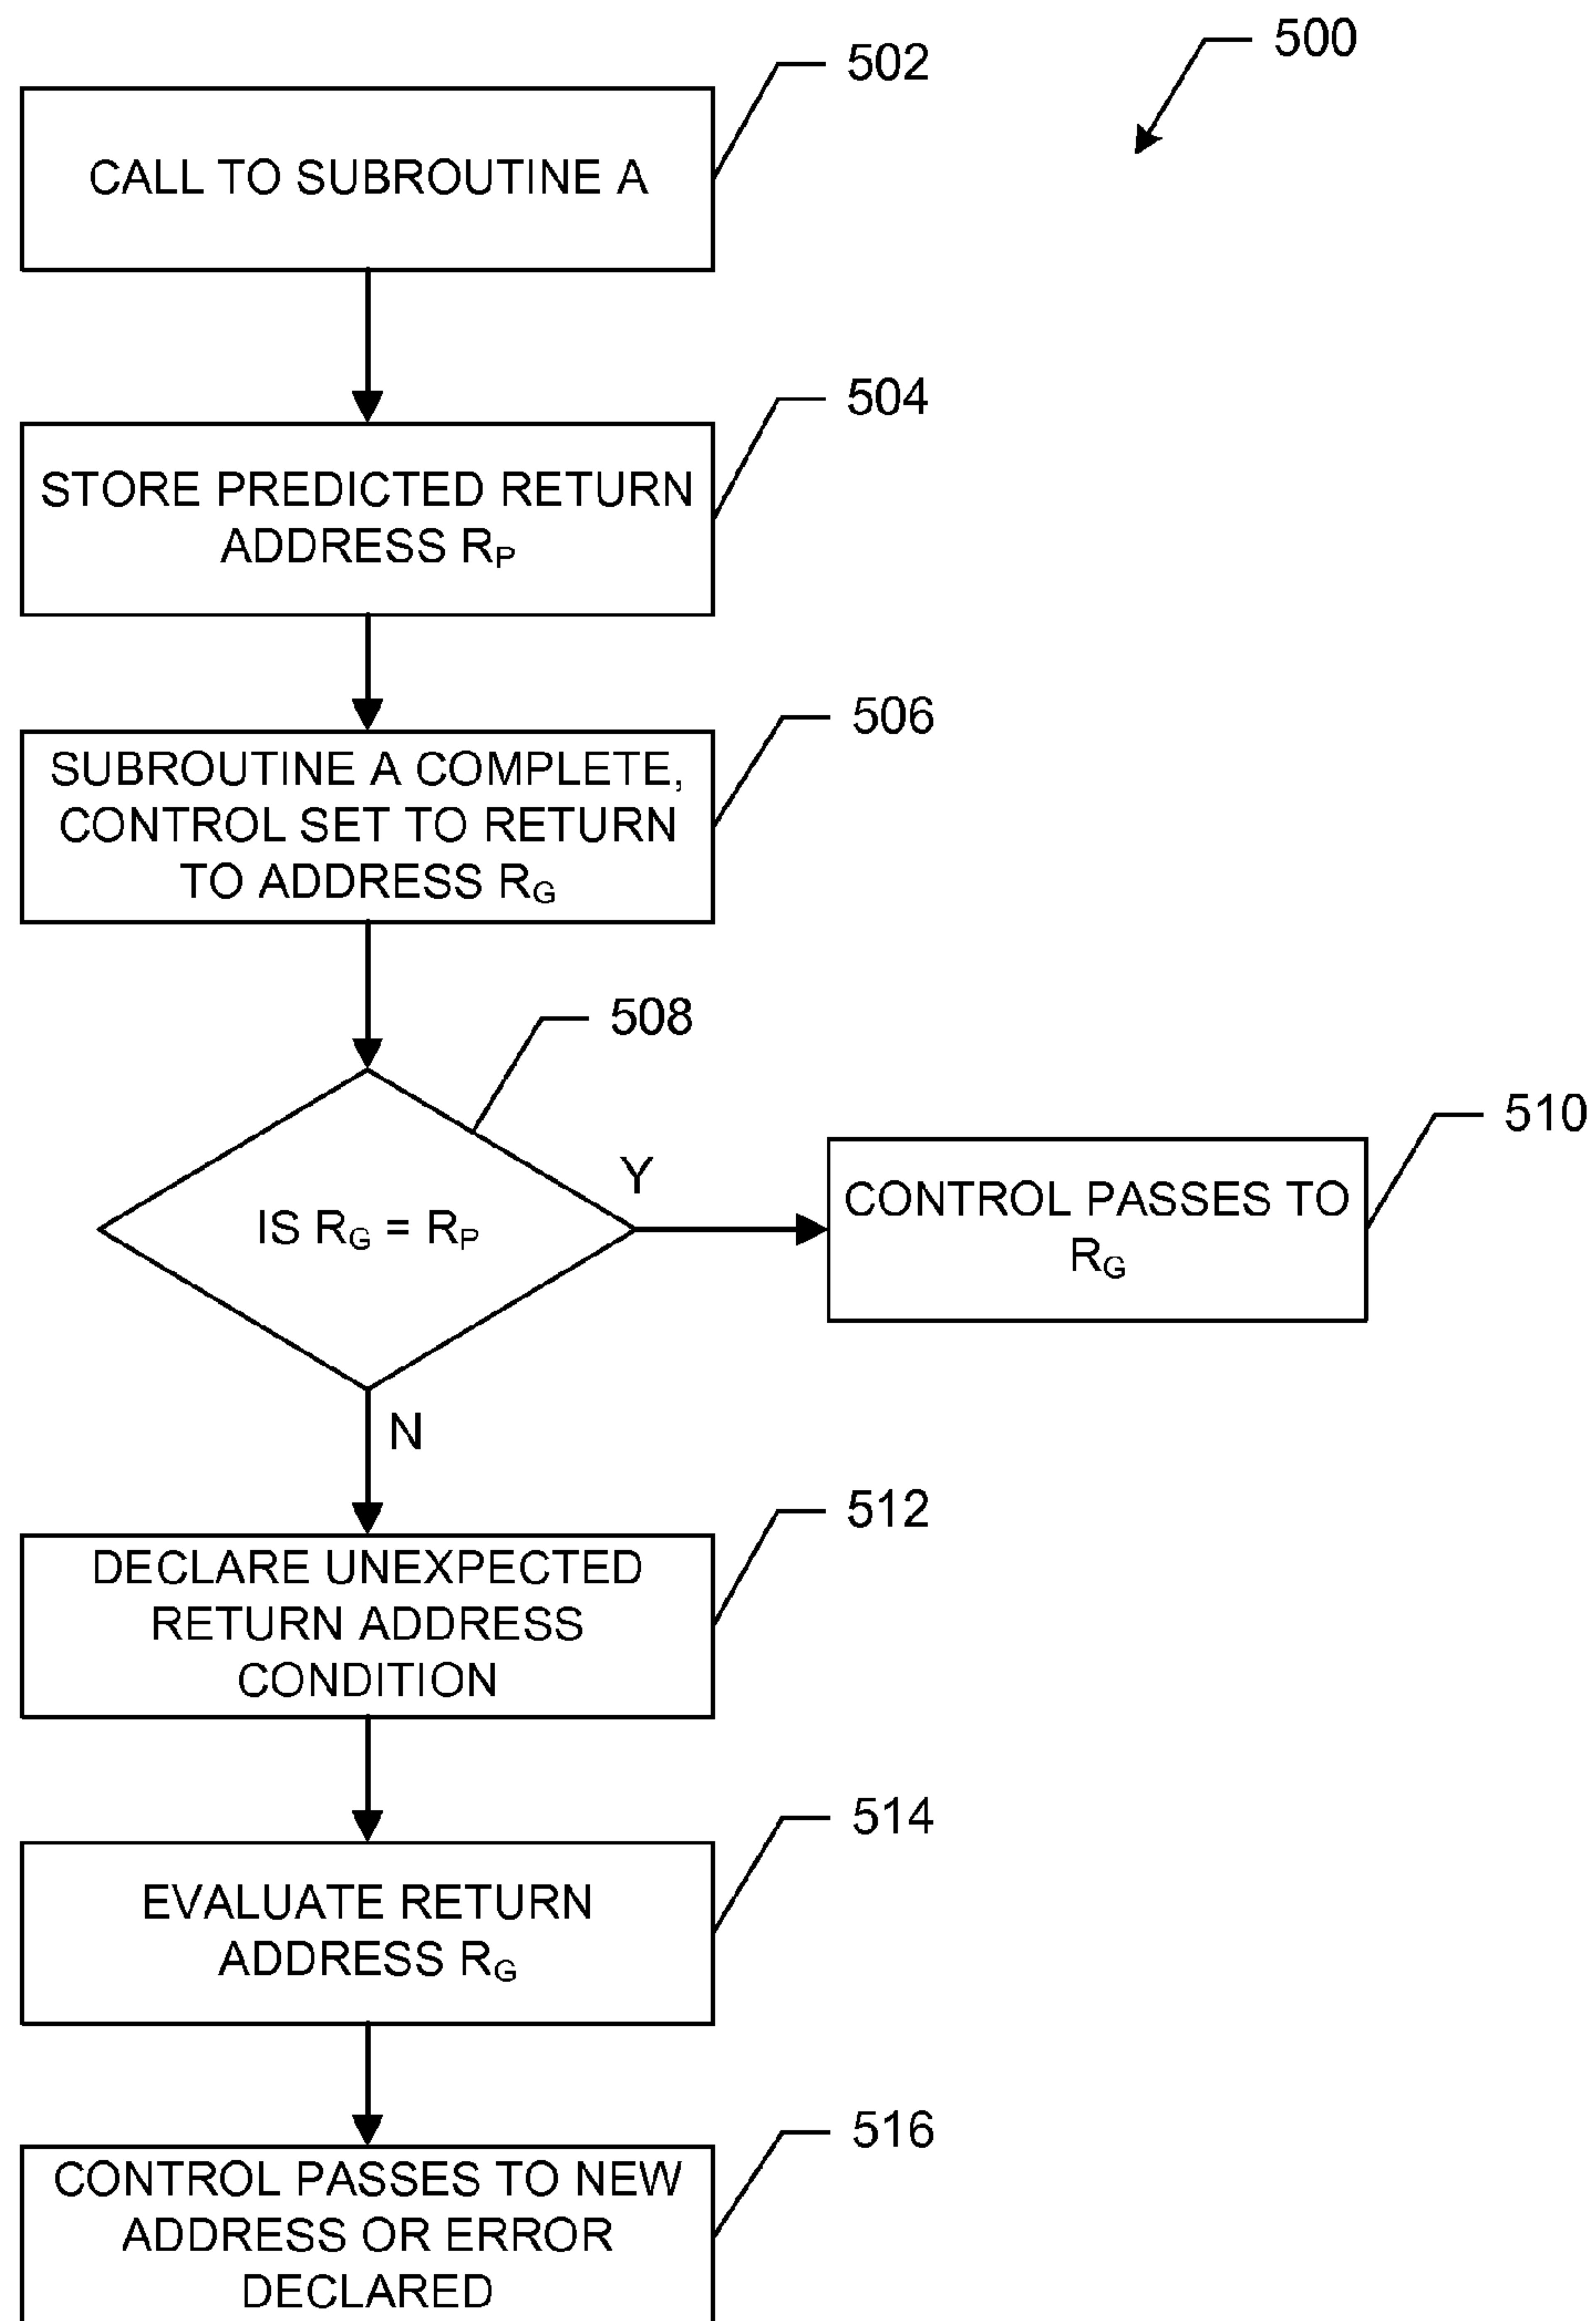 500
502
CALL TO SUBROUTINE A
504
STORE PREDICTED RETURN
ADDRESS RP
506
SUBROUTINE A COMPLETE,
CONTROL SET TO RETURN
TO ADDRESS RG
508
IS RG = RP
Y
510
CONTROL PASSES TO
RG
N
512
DECLARE UNEXPECTED
RETURN ADDRESS
CONDITION
514
EVALUATE RETURN
ADDRESS RG
516
CONTROL PASSES TO NEW
ADDRESS OR ERROR
DECLARED